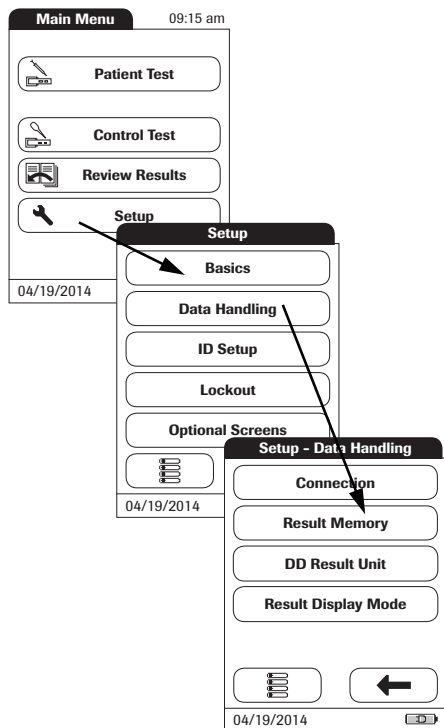 Main Menu 09:15 am
Patient Test
Control Test
Review Results
Setup
04/19/2014
Setup
Basics
Data Handling
ID Setup
Lockout
Optional Screens
04/19/2014
Setup - Data Handling
Connection
Result Memory
DD Result Unit
Result Display Mode
04/19/2014